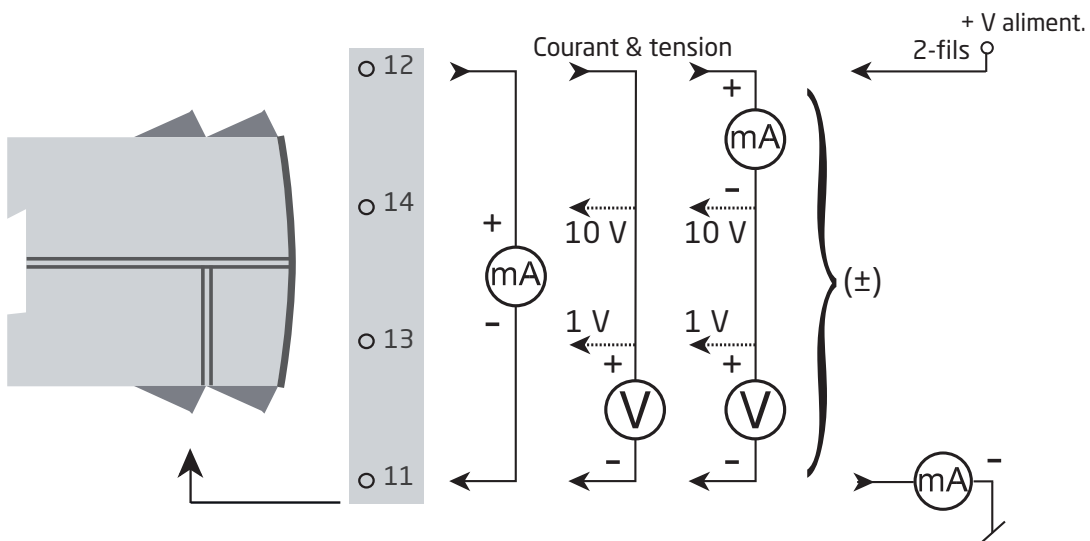 + V aliment.
Courant & tension
2-fils
12
+
mA
-
14
+
10 V
10 V
mA
(±)
-
13
1 V
1 V
+
+
V
V
-
-
11
mA
-